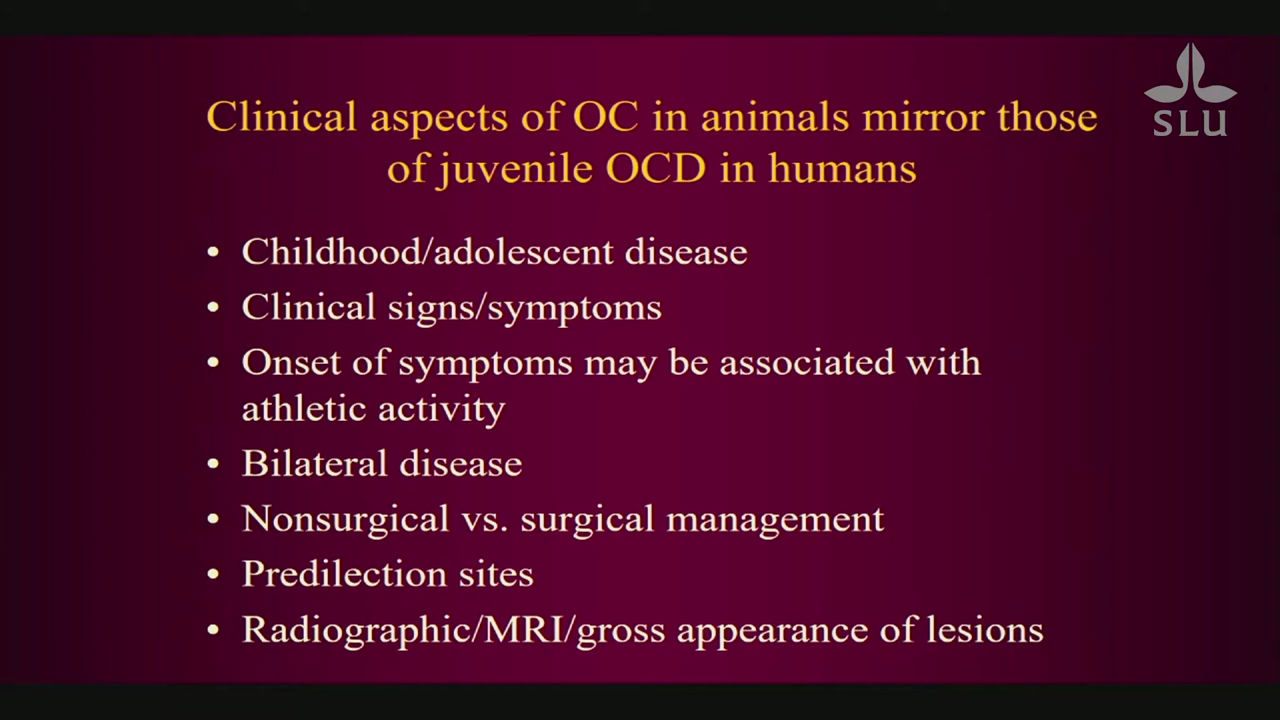 SLU
Clinical aspects of OC in animals mirror those
of juvenile OCD in humans
• Childhood/adolescent disease
• Clinical signs/symptoms
• Onset of symptoms may be associated with
athletic activity
• Bilateral disease
• Nonsurgical vs. surgical management
• Predilection sites
• Radiographic/MRI/gross appearance of lesions